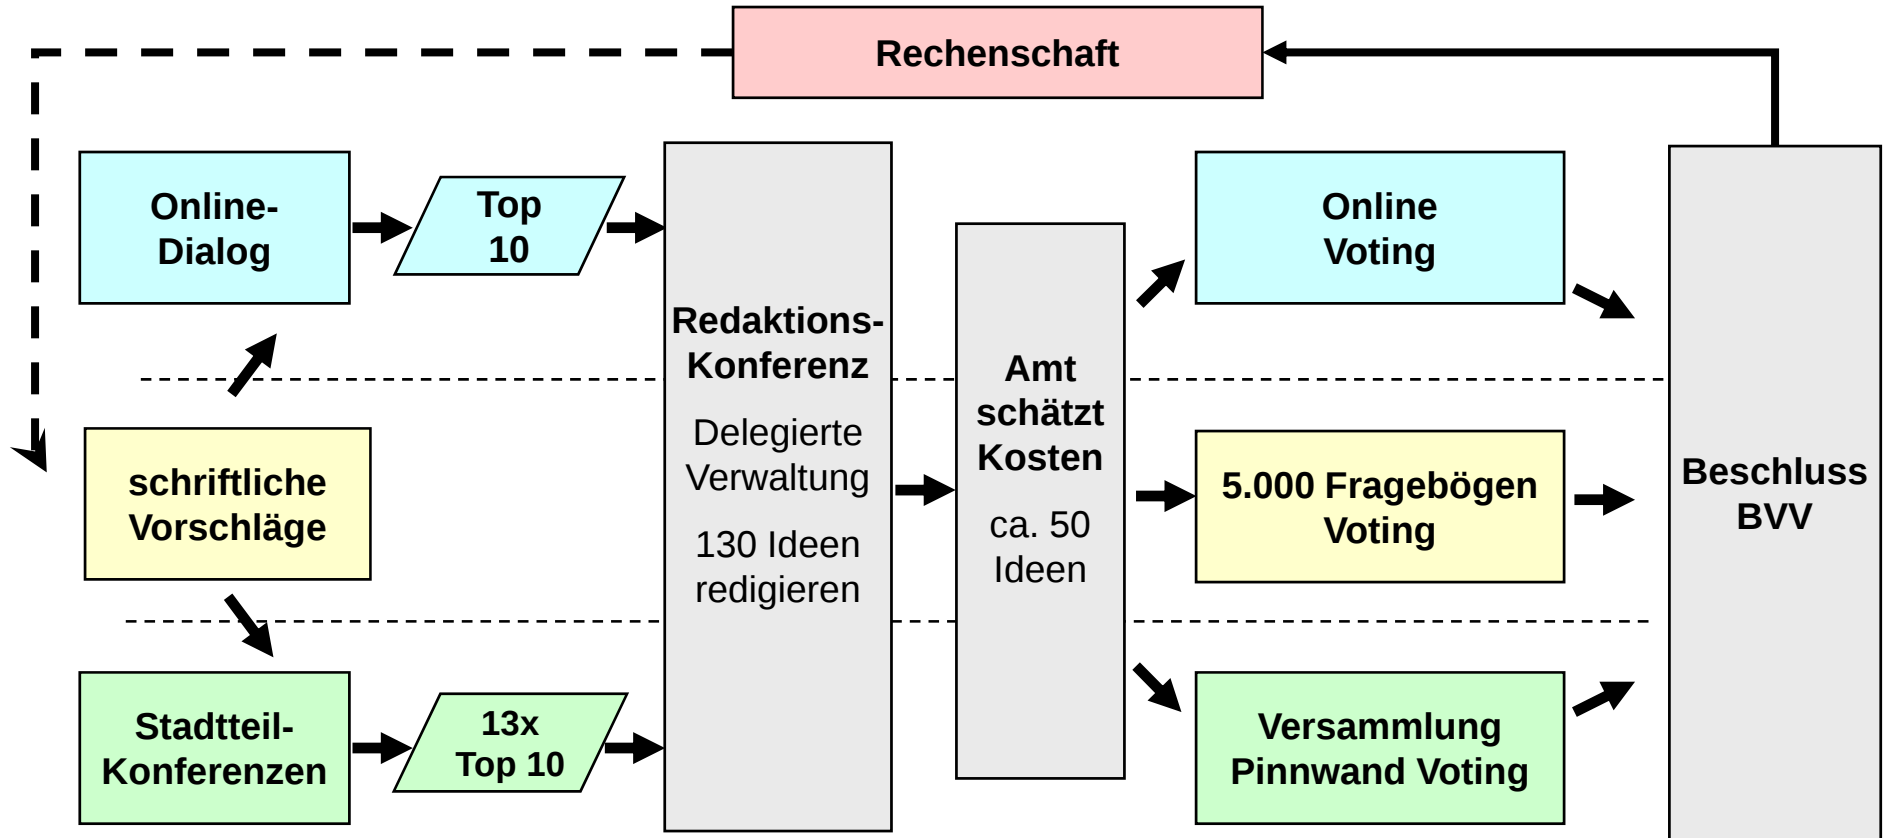 Rechenschaft
Online-
Dialog
Top
10
schriftliche
Vorschläge
Stadtteil-
Konferenzen
13x
Top 10
Redaktions-
Konferenz
Delegierte
Verwaltung
130 Ideen
redigieren
Amt
schätzt
Kosten
ca. 50
Ideen
Online
Voting
5.000 Fragebögen
Voting
Versammlung
Pinnwand Voting
Beschluss
BVV